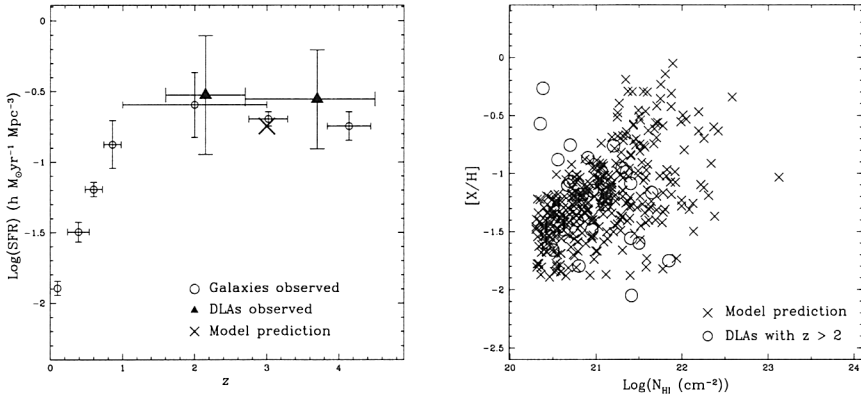 0
-0.5
-1
-1.5
-2
Log(SFR) (h M⊙yr⁻¹ Mpc⁻³)
○ Galaxies observed
▲ DLAs observed
× Model prediction
0 1 2 3 4
z
0
-0.5
-1.0
-1.5
-2.0
-2.5
[X/H]
× Model prediction
○ DLAs with z > 2
20 21 22 23 24
Log(N_HI (cm⁻²))